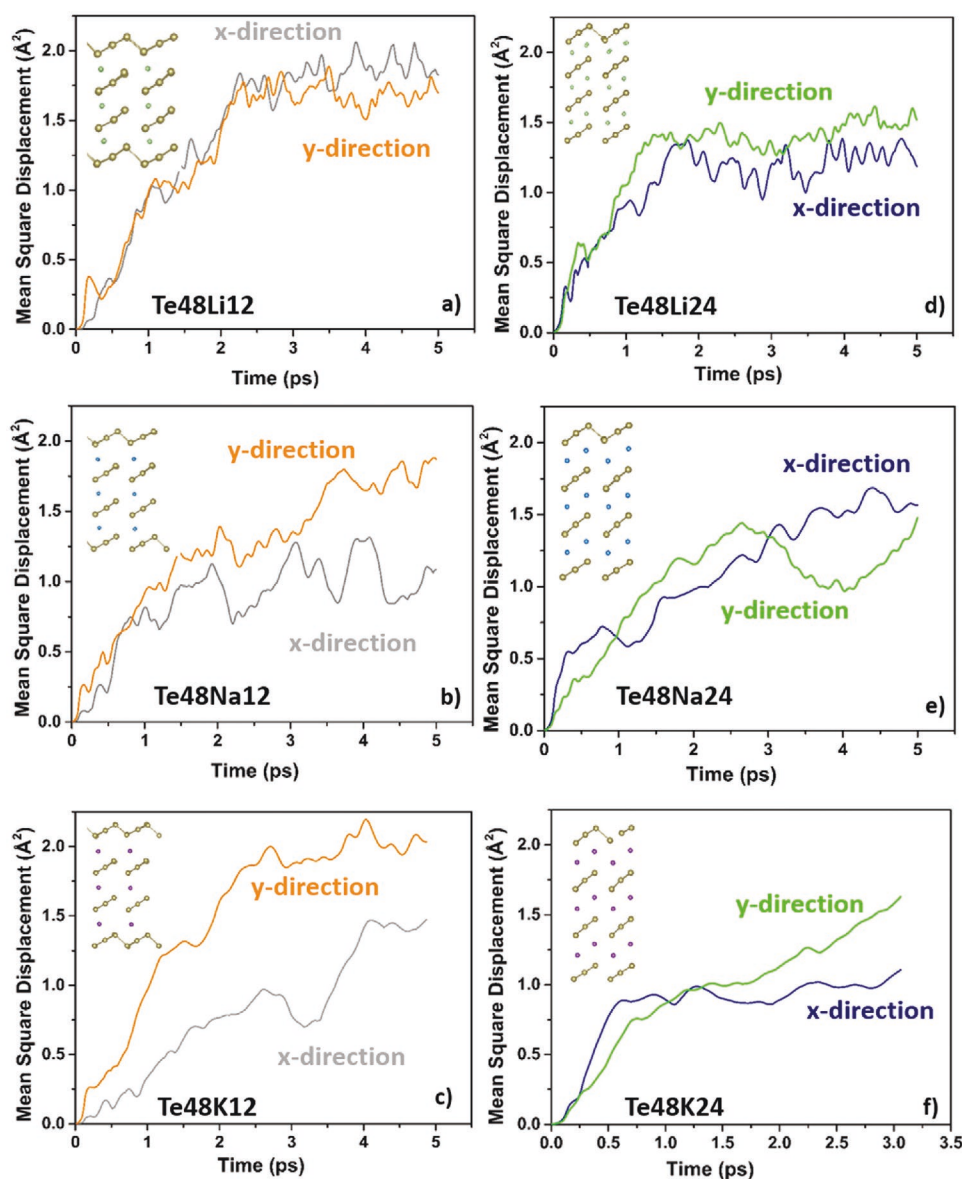 Mean Square Displacement (Å²)
2.0
1.5
1.0
0.5
0.0
x-direction
y-direction
Te48Li12
a)
0 1 2 3 4 5
Time (ps)
Mean Square Displacement (Å²)
2.0
1.5
1.0
0.5
0.0
y-direction
x-direction
Te48Li24
d)
0 1 2 3 4 5
Time (ps)
Mean Square Displacement (Å²)
2.0
1.5
1.0
0.5
0.0
y-direction
x-direction
Te48Na12
b)
0 1 2 3 4 5
Time (ps)
Mean Square Displacement (Å²)
2.0
1.5
1.0
0.5
0.0
x-direction
y-direction
Te48Na24
e)
0 1 2 3 4 5
Time (ps)
Mean Square Displacement (Å²)
2.0
1.5
1.0
0.5
0.0
y-direction
x-direction
Te48K12
c)
0 1 2 3 4 5
Time (ps)
Mean Square Displacement (Å²)
2.0
1.5
1.0
0.5
0.0
y-direction
x-direction
Te48K24
f)
0.0 0.5 1.0 1.5 2.0 2.5 3.0 3.5
Time (ps)